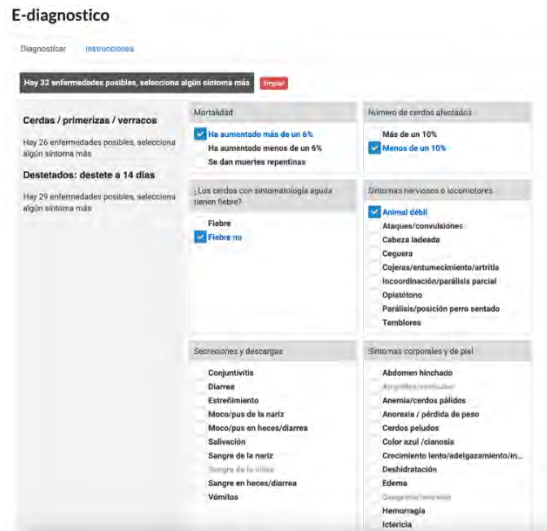 E-diagnostico
Diagnosticar Instrucciones
Hay 32 enfermedades posibles, selecciona algún síntoma más limpiar
Cerdas / primerizas / verracos
Hay 26 enfermedades posibles, selecciona
algún síntoma más
Destetados: destete a 14 días
Hay 29 enfermedades posibles, selecciona
algún síntoma más
Mortalidad
Ha aumentado más de un 6%
Ha aumentado menos de un 6%
Se dan muertes repentinas
Número de cerdos afectados
Más de un 10%
Menos de un 10%
¿Los cerdos con sintomatología aguda
tienen fiebre?
Fiebre
Fiebre no
Síntomas nerviosos o locomotores
Animal débil
Ataques/convulsiones
Cabeza ladeada
Ceguera
Cojeras/entumecimiento/artritis
Incoordinación/parálisis parcial
Opistótono
Parálisis/posición perro sentado
Temblores
Secreciones y descargas
Conjuntivitis
Diarrea
Estreñimiento
Moco/pus de la nariz
Moco/pus en heces/diarrea
Salivación
Sangre de la nariz
Sangre de la vulva
Sangre en heces/diarrea
Vómitos
Síntomas corporales y de piel
Abdomen hinchado
Anemia/cerdos pálidos
Anorexia / pérdida de peso
Cerdos peludos
Color azul /cianosis
Crecimiento lento/adelgazamiento/in...
Deshidratación
Edema
Hemorragia
Ictericia